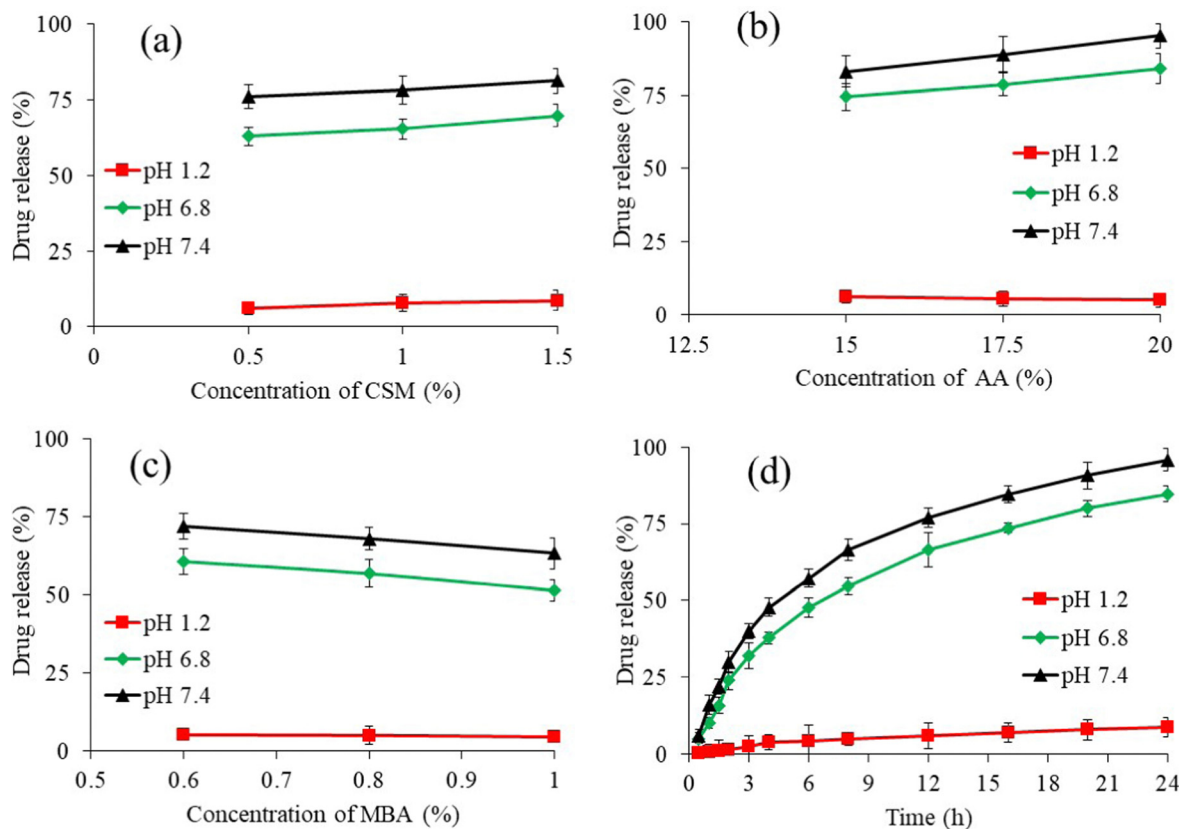 (a)
Drug release (%)
100
75
50
25
0
pH 1.2
pH 6.8
pH 7.4
0 0.5 1 1.5
Concentration of CSM (%)
(b)
Drug release (%)
100
75
50
25
0
pH 1.2
pH 6.8
pH 7.4
12.5 15 17.5 20
Concentration of AA (%)
(c)
Drug release (%)
100
75
50
25
0
pH 1.2
pH 6.8
pH 7.4
0.5 0.6 0.7 0.8 0.9 1
Concentration of MBA (%)
(d)
Drug release (%)
100
75
50
25
0
pH 1.2
pH 6.8
pH 7.4
0 3 6 9 12 15 18 21 24
Time (h)